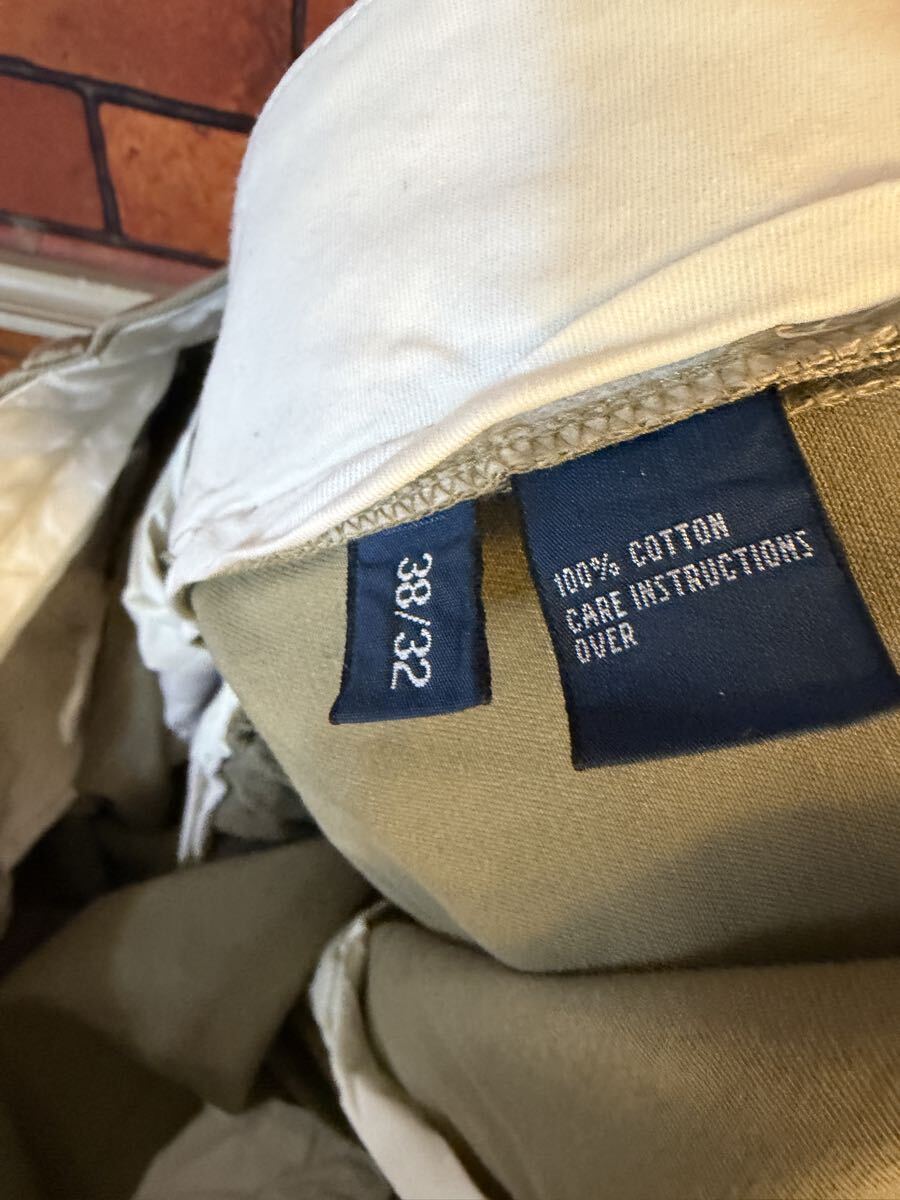 38/32
100% COTTON
CARE INSTRUCTIONS
OVER